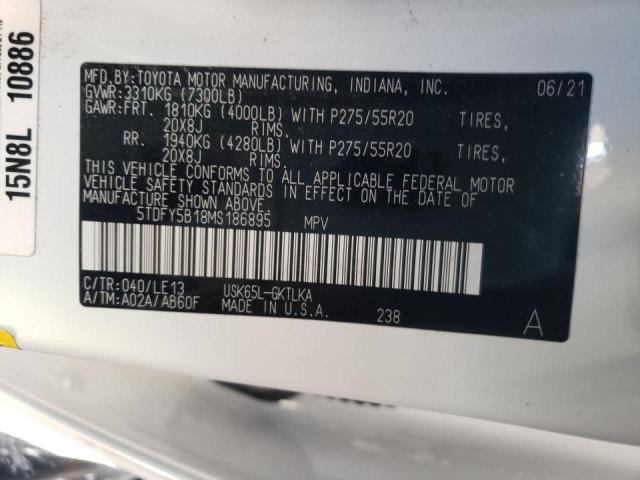 MFD.BY:TOYOTA MOTOR MANUFACTURING, INDIANA, INC. 06/21
GVWR:3310KG (7300LB)
GAWR:FRT. 1810KG (4000LB) WITH P275/55R20 TIRES,
20X8J RIMS.
RR. 1940KG (4280LB) WITH P275/55R20 TIRES,
20X8J RIMS.
THIS VEHICLE CONFORMS TO ALL APPLICABLE FEDERAL MOTOR
VEHICLE SAFETY STANDARDS IN EFFECT ON THE DATE OF
MANUFACTURE SHOWN ABOVE.
5TDFY5B18MS186895 MPV
C/TR:040/LE13 USK65L-GKTLKA
A/TM:A02A/AB60F MADE IN U.S.A. 238 A
15N8L 10886